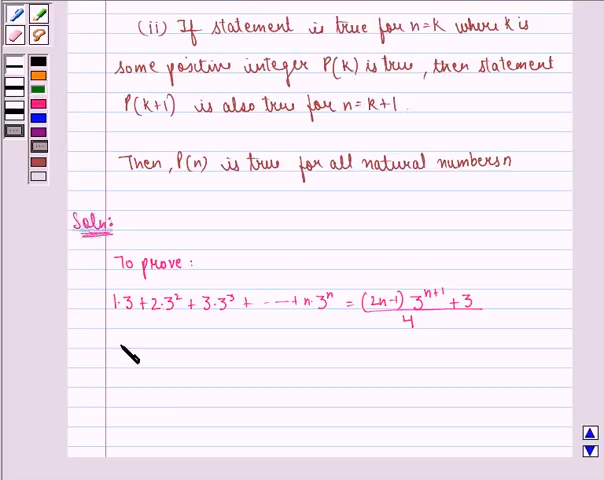 (ii) If statement is true for n=k where k is
some positive integer P(k) is true, then statement
P(k+1) is also true for n=k+1.
Then, P(n) is true for all natural numbers n
Soln:
To prove:
1·3+2·3²+3·3³+ ---+n·3ⁿ = (2n-1) 3ⁿ⁺¹ +3
4